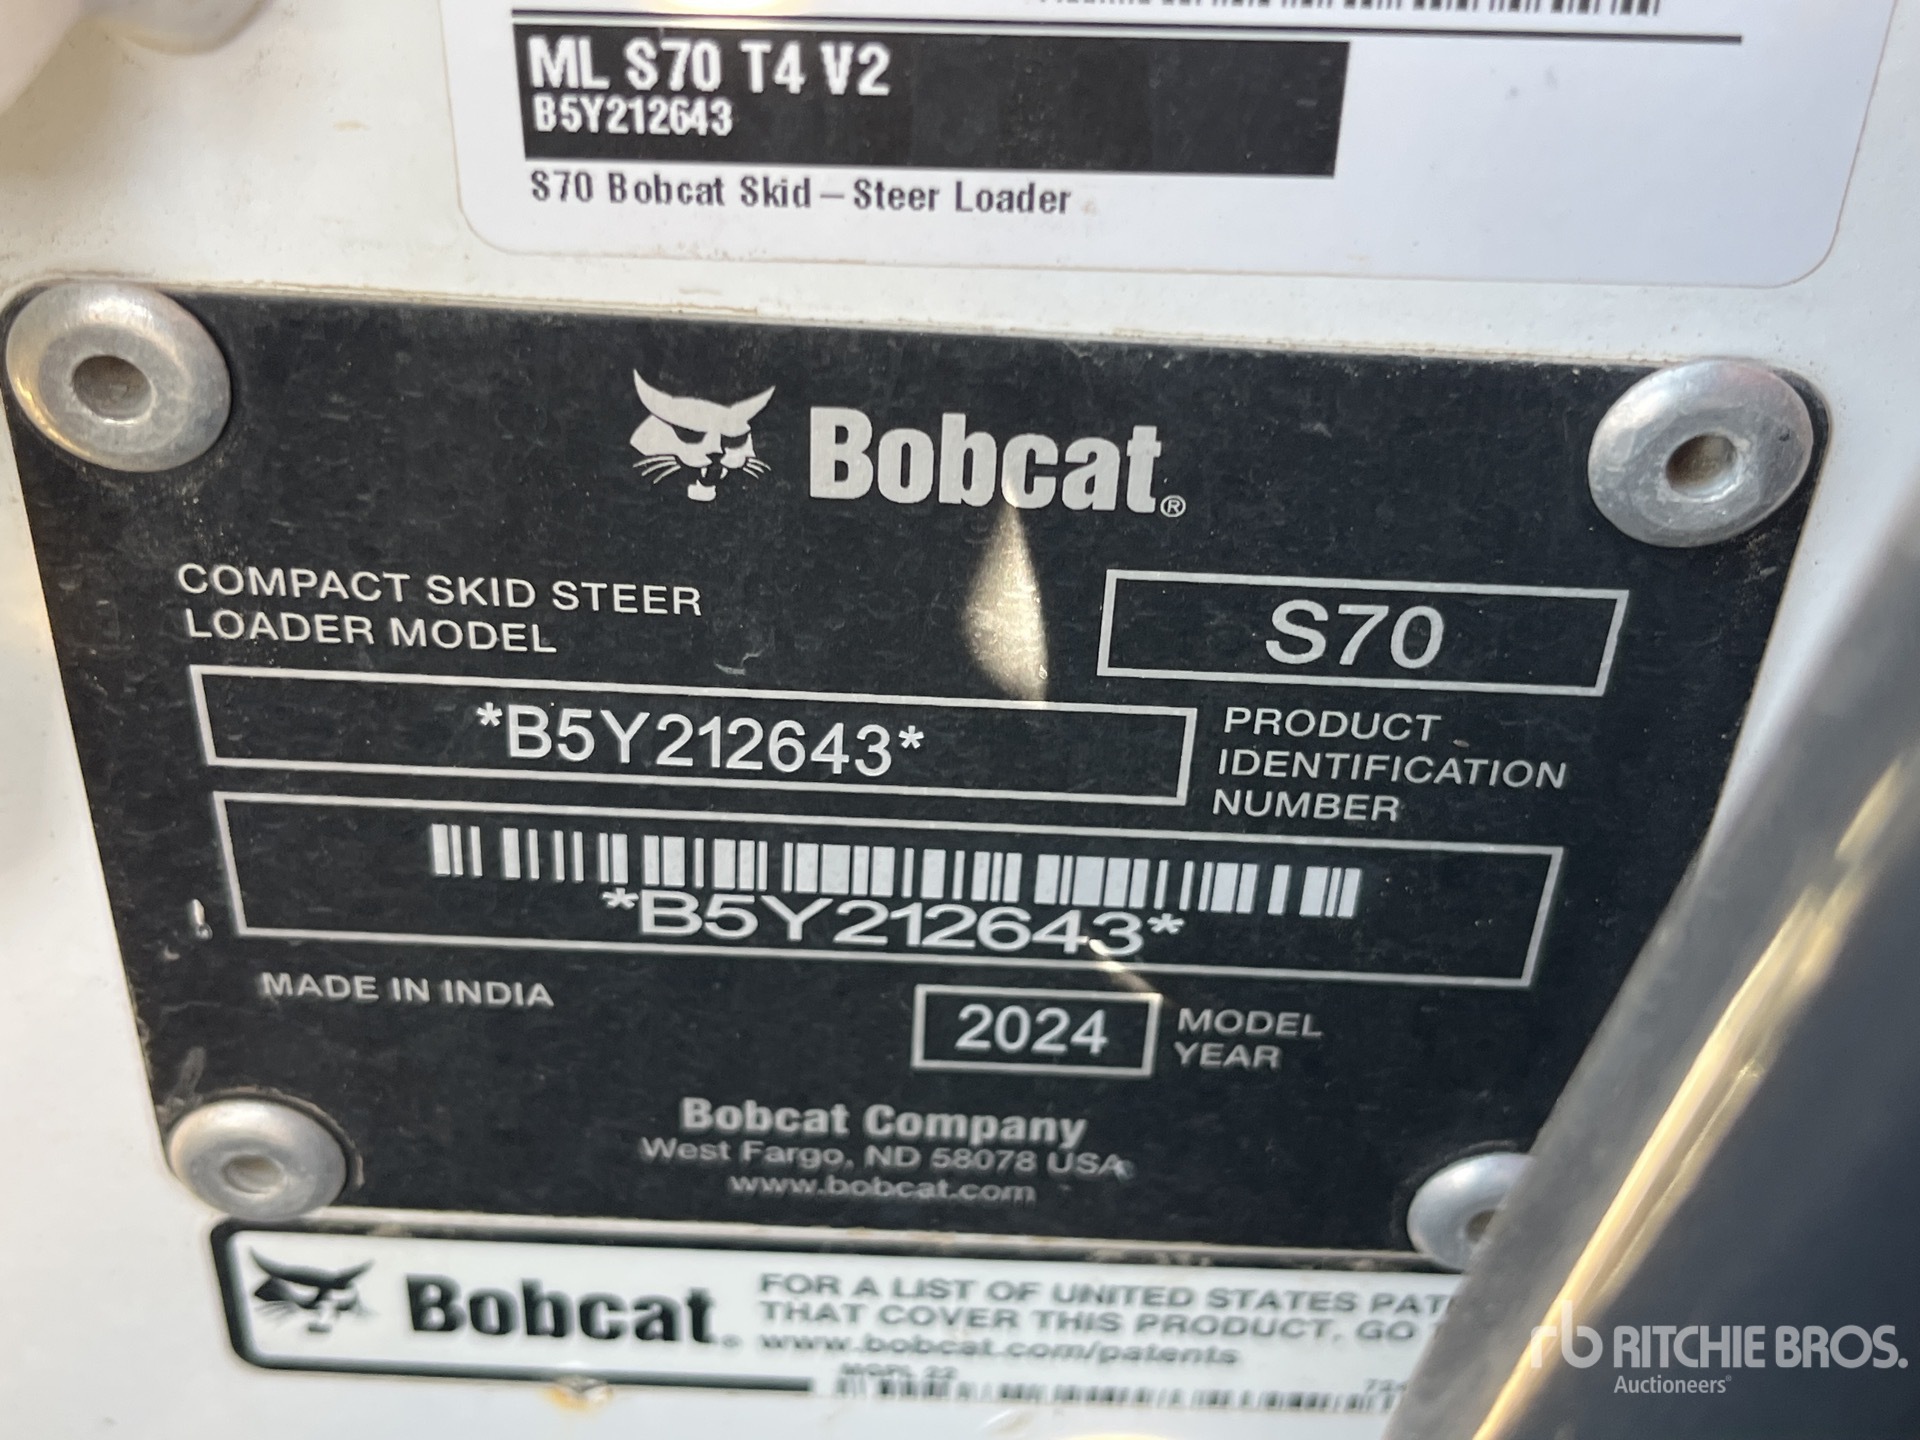 ML S70 T4 V2
B5Y212643
S70 Bobcat Skid-Steer Loader
Bobcat®
COMPACT SKID STEER
LOADER MODEL
S70
*B5Y212643*
PRODUCT
IDENTIFICATION
NUMBER
*B5Y212643*
MADE IN INDIA
2024
MODEL
YEAR
Bobcat Company
West Fargo, ND 58078 USA
www.bobcat.com
Bobcat®
FOR A LIST OF UNITED STATES
THAT COVER THIS PRODUCT, GO
www.bobcat.com/patents
rb RITCHIE BROS.
Auctioneers®